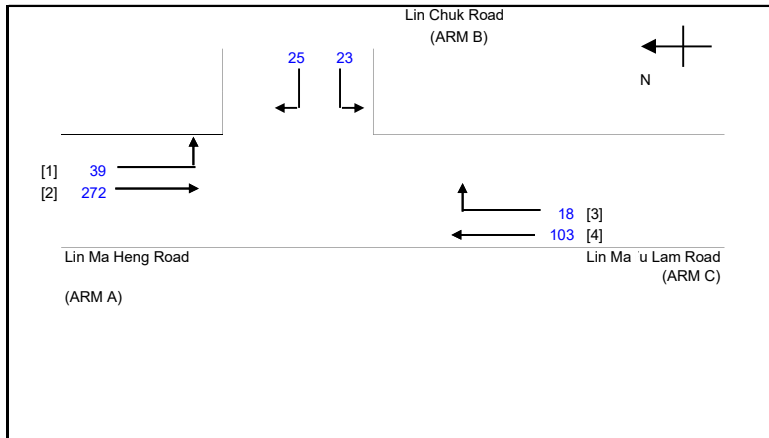 Lin Chuk Road
(ARM B)
N
25 23
[1] 39
[2] 272
18 [3]
103 [4]
Lin Ma Heng Road
(ARM A)
Lin Ma 'u Lam Road
(ARM C)